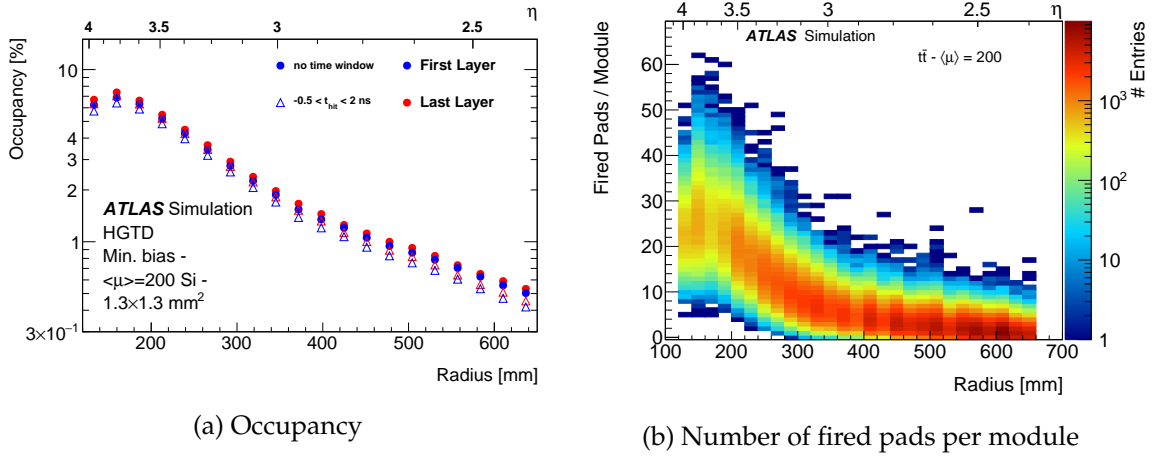 4 3.5 3 2.5 η
Occupancy [%]
10
4
3
2
1
3×10⁻¹
no time window
First Layer
-0.5 < t_hit < 2 ns
Last Layer
ATLAS Simulation
HGTD
Min. bias -
<μ>=200 Si -
1.3×1.3 mm²
200 300 400 500 600
Radius [mm]
(a) Occupancy
4 3.5 3 2.5 η
Fired Pads / Module
70
60
50
40
30
20
10
0
ATLAS Simulation
tt̄ - ⟨μ⟩ = 200
100 200 300 400 500 600 700
Radius [mm]
# Entries
10³
10²
10
1
(b) Number of fired pads per module